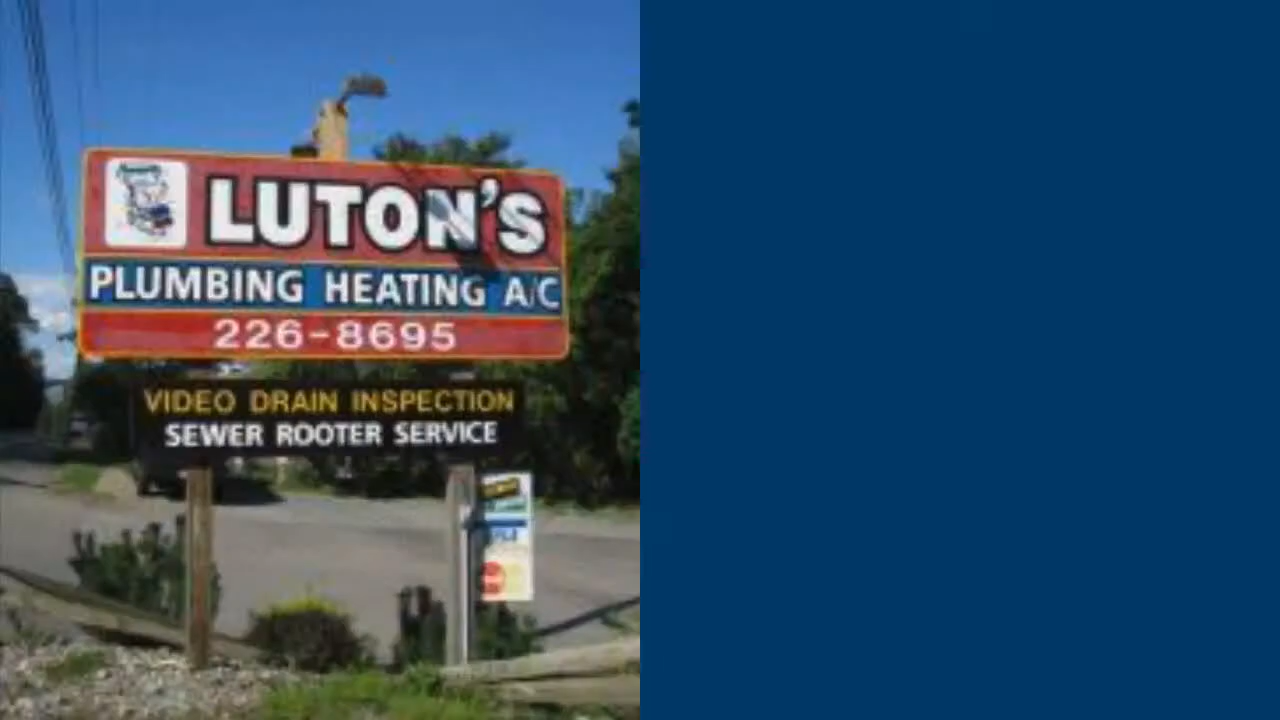 LUTON'S
PLUMBING HEATING A/C
226-8695
VIDEO DRAIN INSPECTION
SEWER ROOTER SERVICE